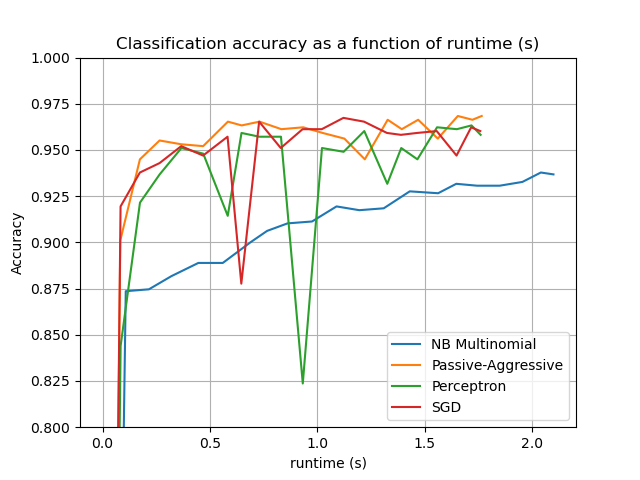 Classification accuracy as a function of runtime (s)
1.000
0.975
0.950
0.925
0.900
0.875
0.850
0.825
0.800
Accuracy
NB Multinomial
Passive-Aggressive
Perceptron
SGD
0.0 0.5 1.0 1.5 2.0
runtime (s)